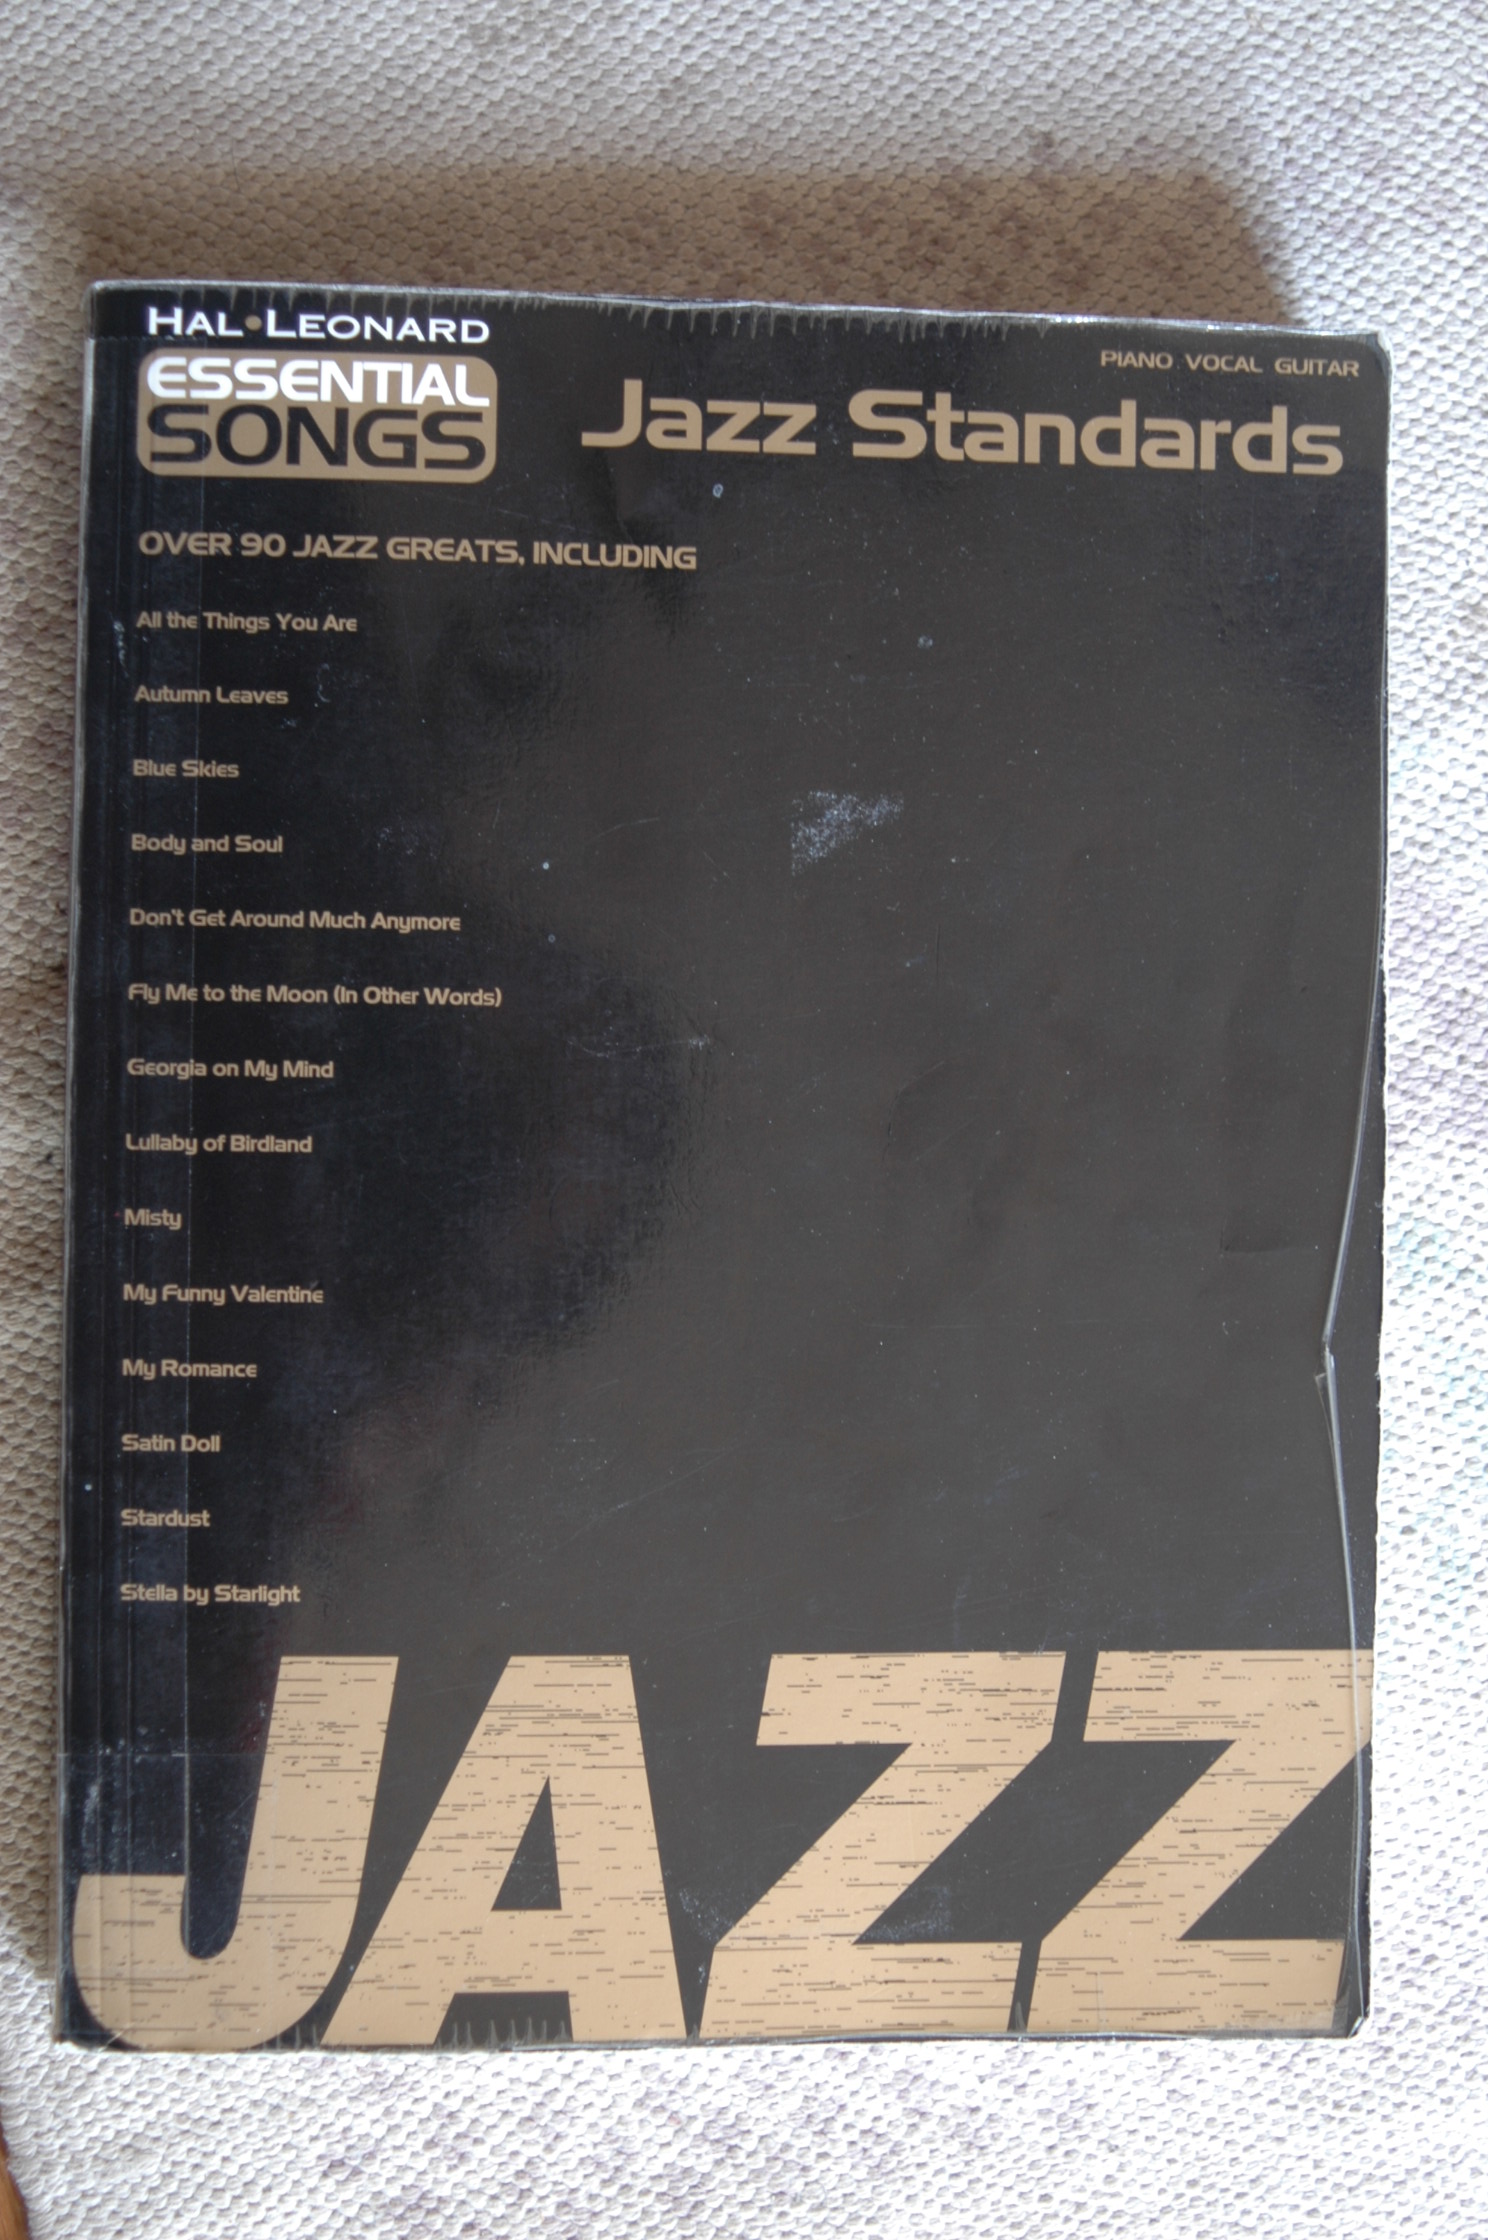 HAL•LEONARD
ESSENTIAL
SONGS
PIANO VOCAL GUITAR
Jazz Standards
OVER 90 JAZZ GREATS, INCLUDING
All the Things You Are
Autumn Leaves
Blue Skies
Body and Soul
Don't Get Around Much Anymore
Fly Me to the Moon (In Other Words)
Georgia on My Mind
Lullaby of Birdland
Misty
My Funny Valentine
My Romance
Satin Doll
Stardust
Stella by Starlight
JAZZ